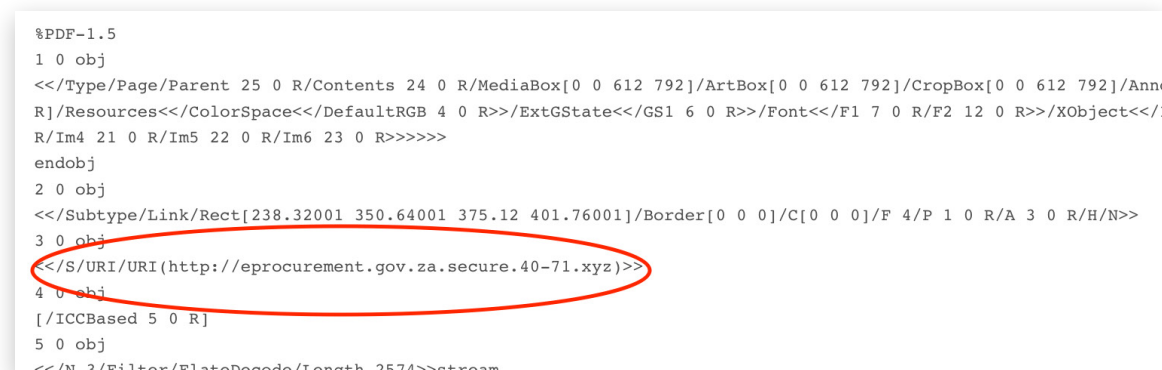 %PDF-1.5
1 0 obj
<</Type/Page/Parent 25 0 R/Contents 24 0 R/MediaBox[0 0 612 792]/ArtBox[0 0 612 792]/CropBox[0 0 612 792]/Ann
R]/Resources<</ColorSpace<</DefaultRGB 4 0 R>>/ExtGState<</GS1 6 0 R>>/Font<</F1 7 0 R/F2 12 0 R>>/XObject<</
R/Im4 21 0 R/Im5 22 0 R/Im6 23 0 R>>>>>>
endobj
2 0 obj
<</Subtype/Link/Rect[238.32001 350.64001 375.12 401.76001]/Border[0 0 0]/C[0 0 0]/F 4/P 1 0 R/A 3 0 R/H/N>>
3 0 obj
<</S/URI/URI(http://eprocurement.gov.za.secure.40-71.xyz)>>
4 0 obj
[/ICCBased 5 0 R]
5 0 obj
<</N 3/Filter/FlateDecode/Length 2574>>stream